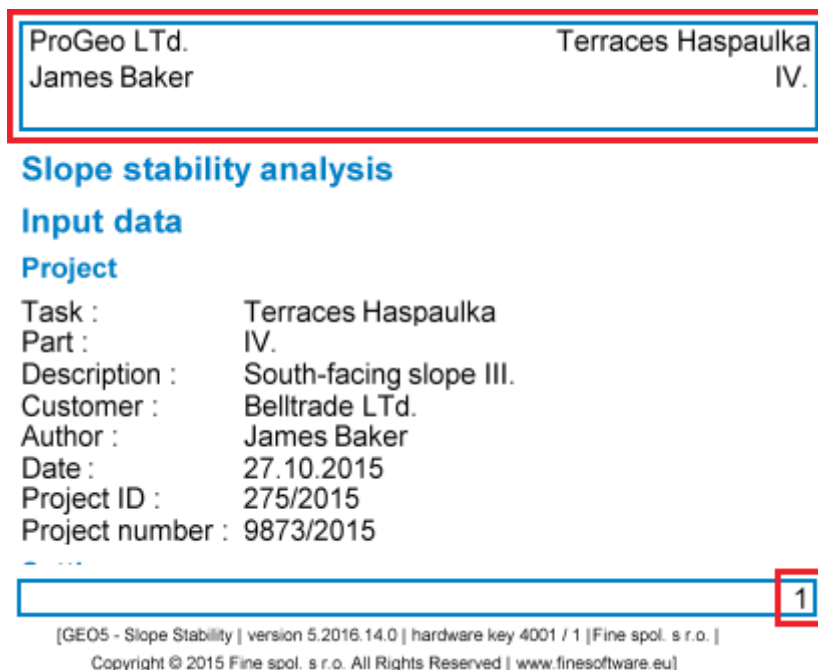 ProGeo LTd. Terraces Haspaulka
James Baker IV.
Slope stability analysis
Input data
Project
Task : Terraces Haspaulka
Part : IV.
Description : South-facing slope III.
Customer : Belltrade LTd.
Author : James Baker
Date : 27.10.2015
Project ID : 275/2015
Project number : 9873/2015
1
[GEO5 - Slope Stability | version 5.2016.14.0 | hardware key 4001 / 1 |Fine spol. s r.o. |
Copyright © 2015 Fine spol. s r.o. All Rights Reserved | www.finesoftware.eu]